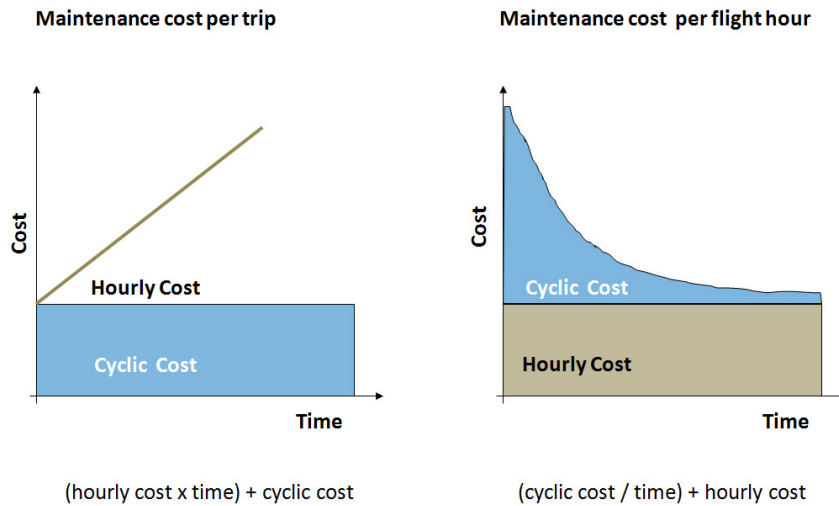 Maintenance cost per trip
Cost
Hourly Cost
Cyclic Cost
Time
(hourly cost x time) + cyclic cost
Maintenance cost per flight hour
Cost
Cyclic Cost
Hourly Cost
Time
(cyclic cost / time) + hourly cost